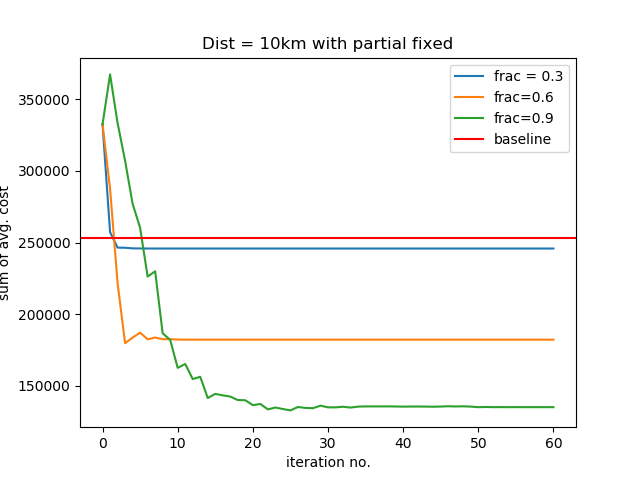 Dist = 10km with partial fixed
frac = 0.3
frac=0.6
frac=0.9
baseline
350000
300000
250000
200000
150000
sum of avg. cost
0
10
20
30
40
50
60
iteration no.